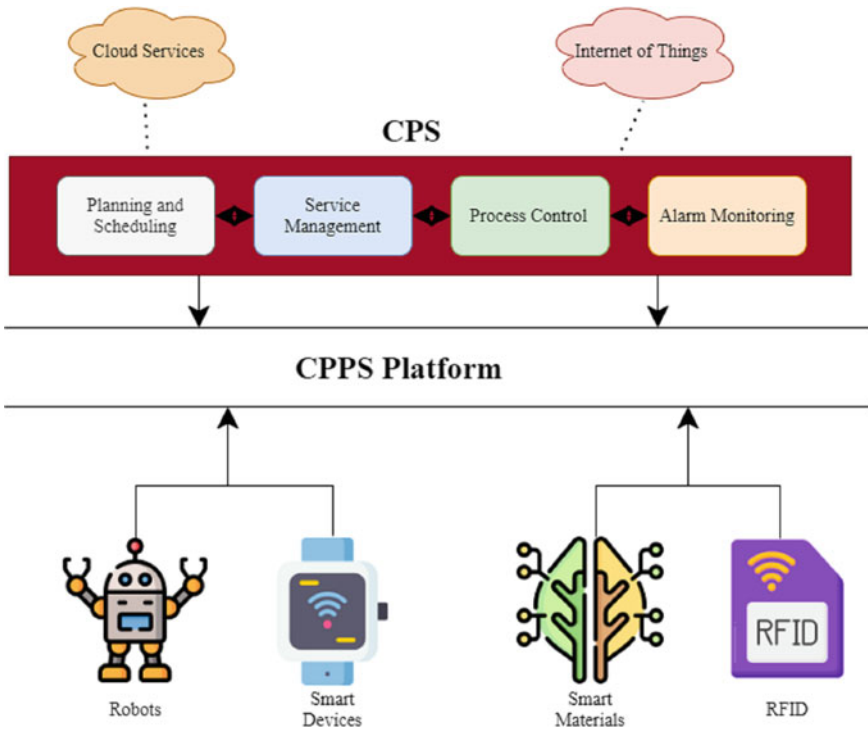 Cloud Services
Internet of Things
CPS
Planning and
Scheduling
Service
Management
Process Control
Alarm Monitoring
CPPS Platform
RFID
Robots
Smart
Devices
Smart
Materials
RFID